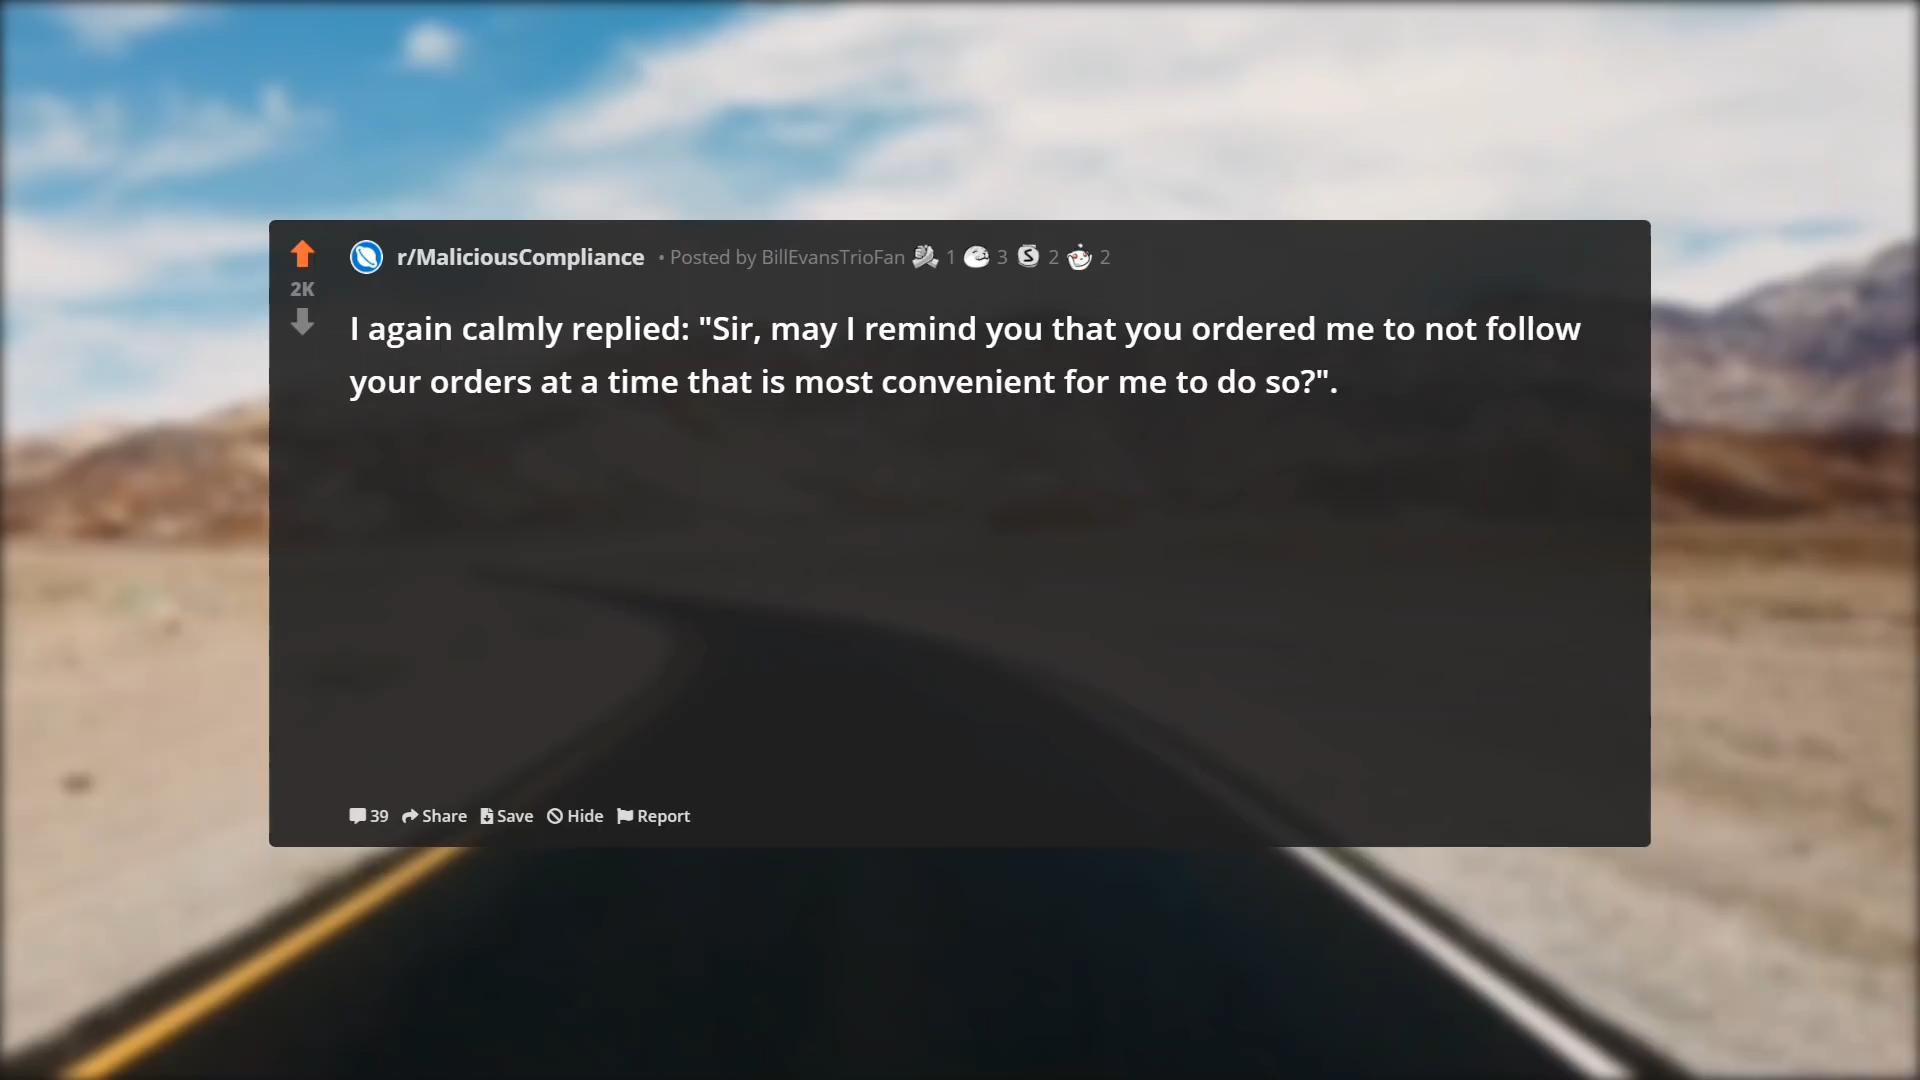 r/MaliciousCompliance • Posted by BillEvansTrioFan 1 3 2 2
2K
I again calmly replied: "Sir, may I remind you that you ordered me to not follow
your orders at a time that is most convenient for me to do so?".
39 Share Save Hide Report